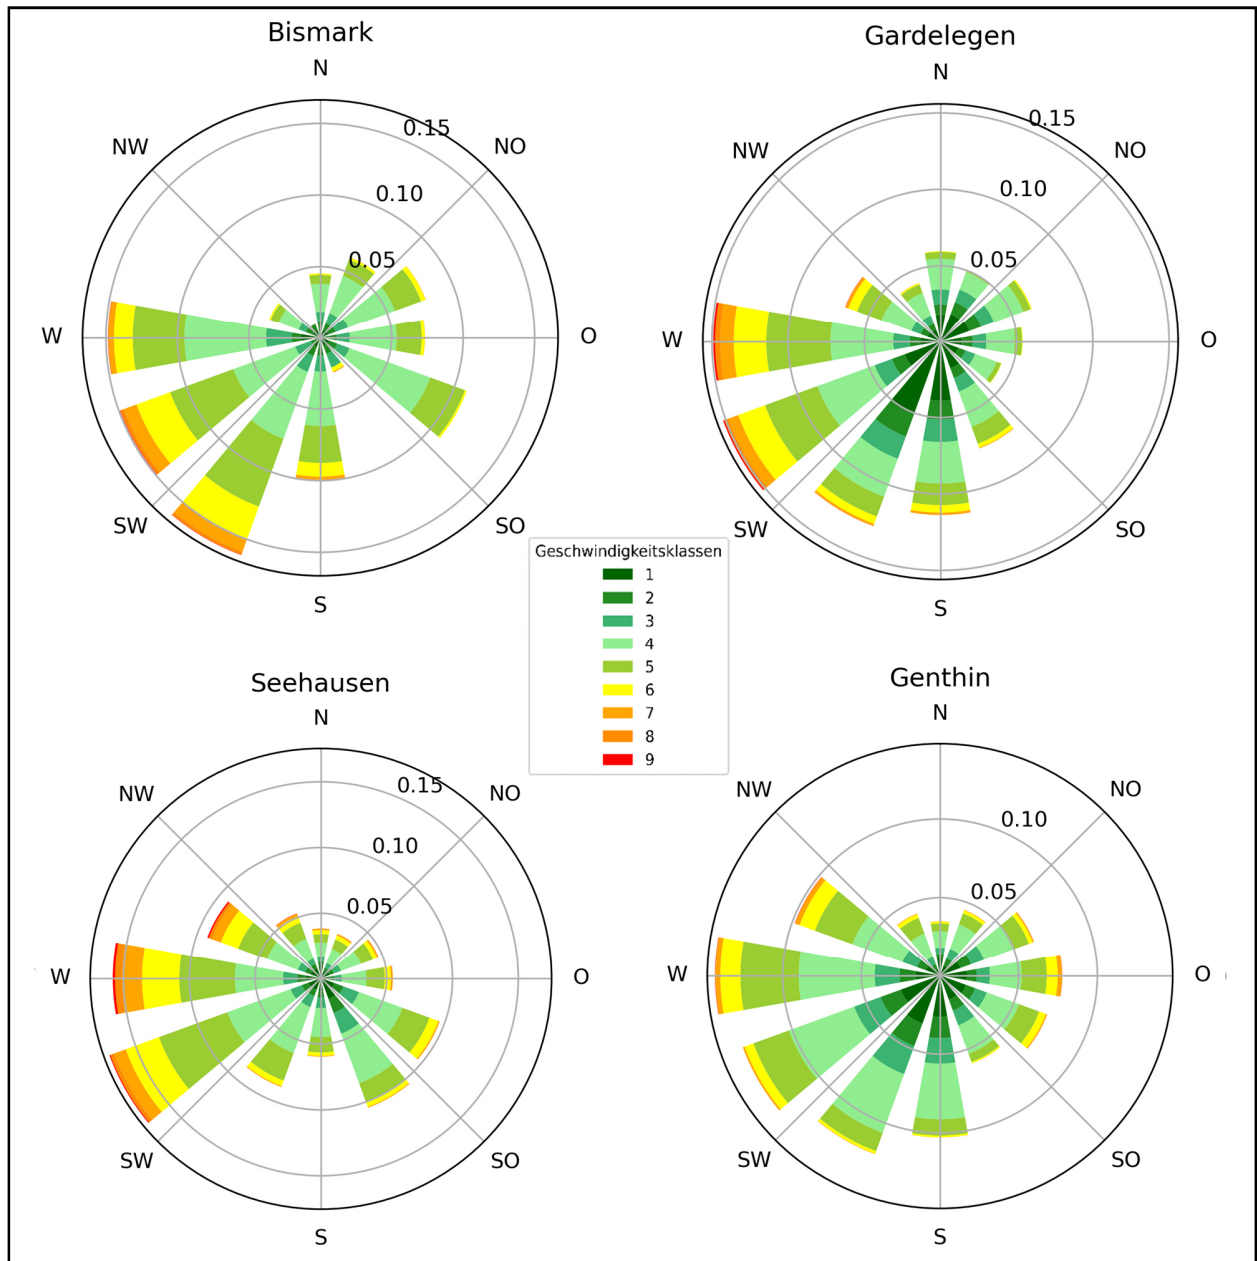 Bismark
N
NW
NO
W
O
SW
SO
S
0.15
0.10
0.05
Gardelegen
N
NW
NO
W
O
SW
SO
S
0.15
0.10
0.05
Geschwindigkeitsklassen
1
2
3
4
5
6
7
8
9
Seehausen
N
NW
NO
W
O
SW
SO
S
0.15
0.10
0.05
Genthin
N
NW
NO
W
O
SW
SO
S
0.10
0.05